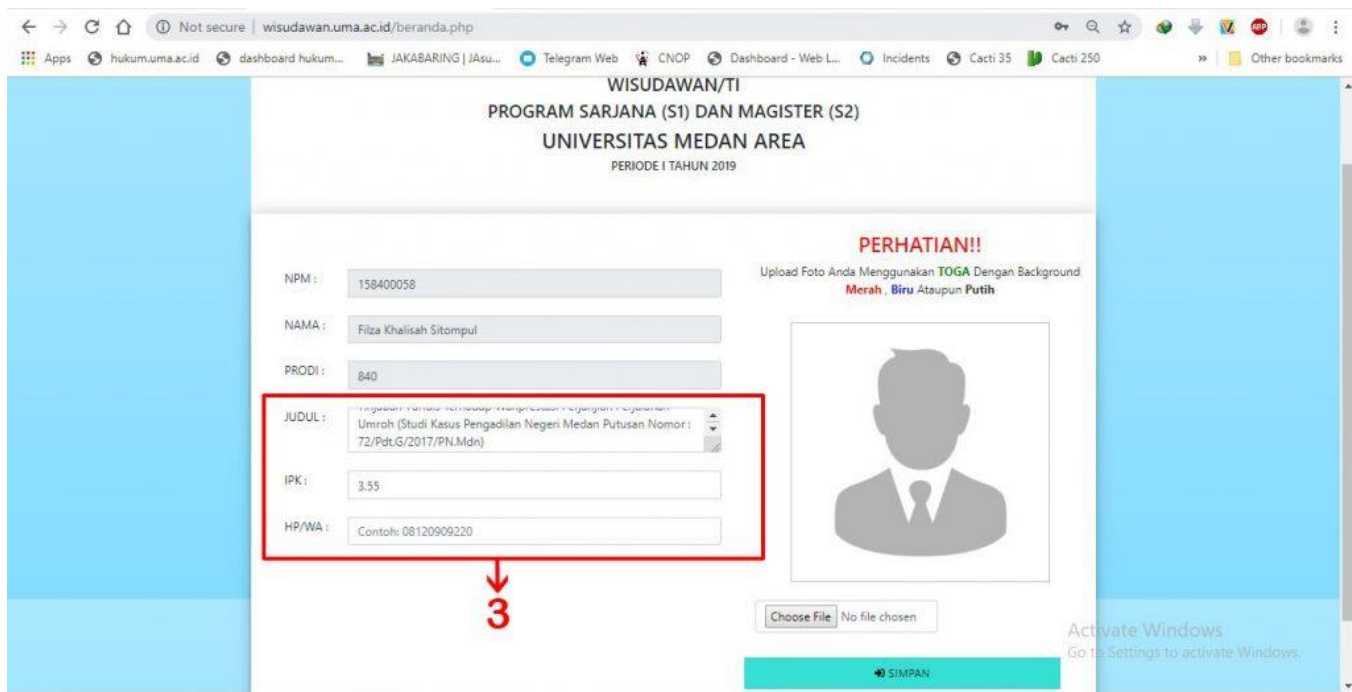 Not secure | wisudawan.uma.ac.id/beranda.php
Apps hukum.uma.ac.id dashboard hukum... JAKABARING | JAsu... Telegram Web CNOP Dashboard - Web L... Incidents Cacti 35 Cacti 250 » Other bookmarks
WISUDAWAN/TI
PROGRAM SARJANA (S1) DAN MAGISTER (S2)
UNIVERSITAS MEDAN AREA
PERIODE I TAHUN 2019
PERHATIAN!!
Upload Foto Anda Menggunakan TOGA Dengan Background
Merah , Biru Ataupun Putih
NPM : 158400058
NAMA : Filza Khalisah Sitompul
PRODI : 840
JUDUL :
Umroh (Studi Kasus Pengadilan Negeri Medan Putusan Nomor :
72/Pdt.G/2017/PN.Mdn)
IPK : 3.55
HP/WA : Contoh: 08120909220
3
Choose File No file chosen
SIMPAN
Activate Windows
Go to Settings to activate Windows.